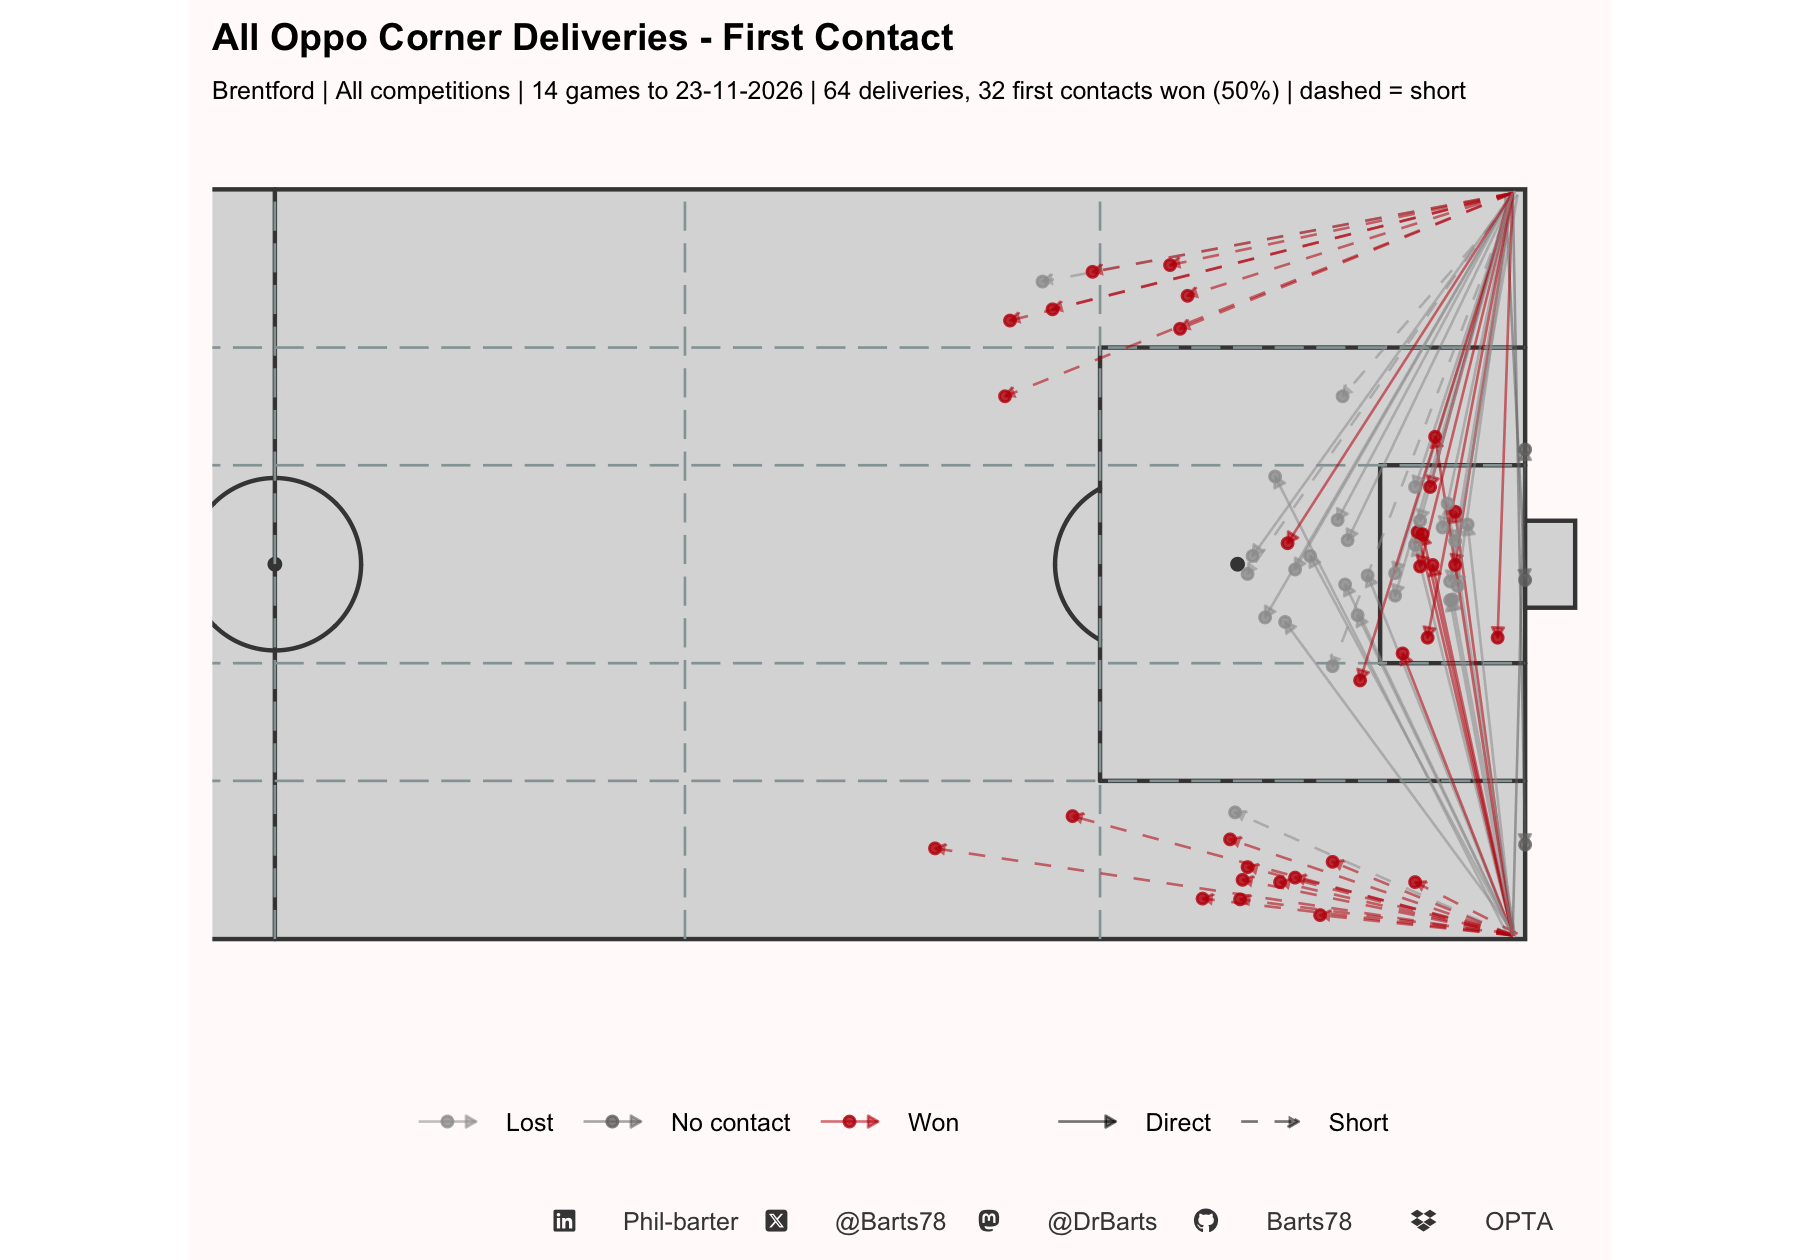 All Oppo Corner Deliveries - First Contact
Brentford | All competitions | 14 games to 23-11-2026 | 64 deliveries, 32 first contacts won (50%) | dashed = short
Lost No contact Won Direct Short
Phil-barter @Barts78 @DrBarts Barts78 OPTA